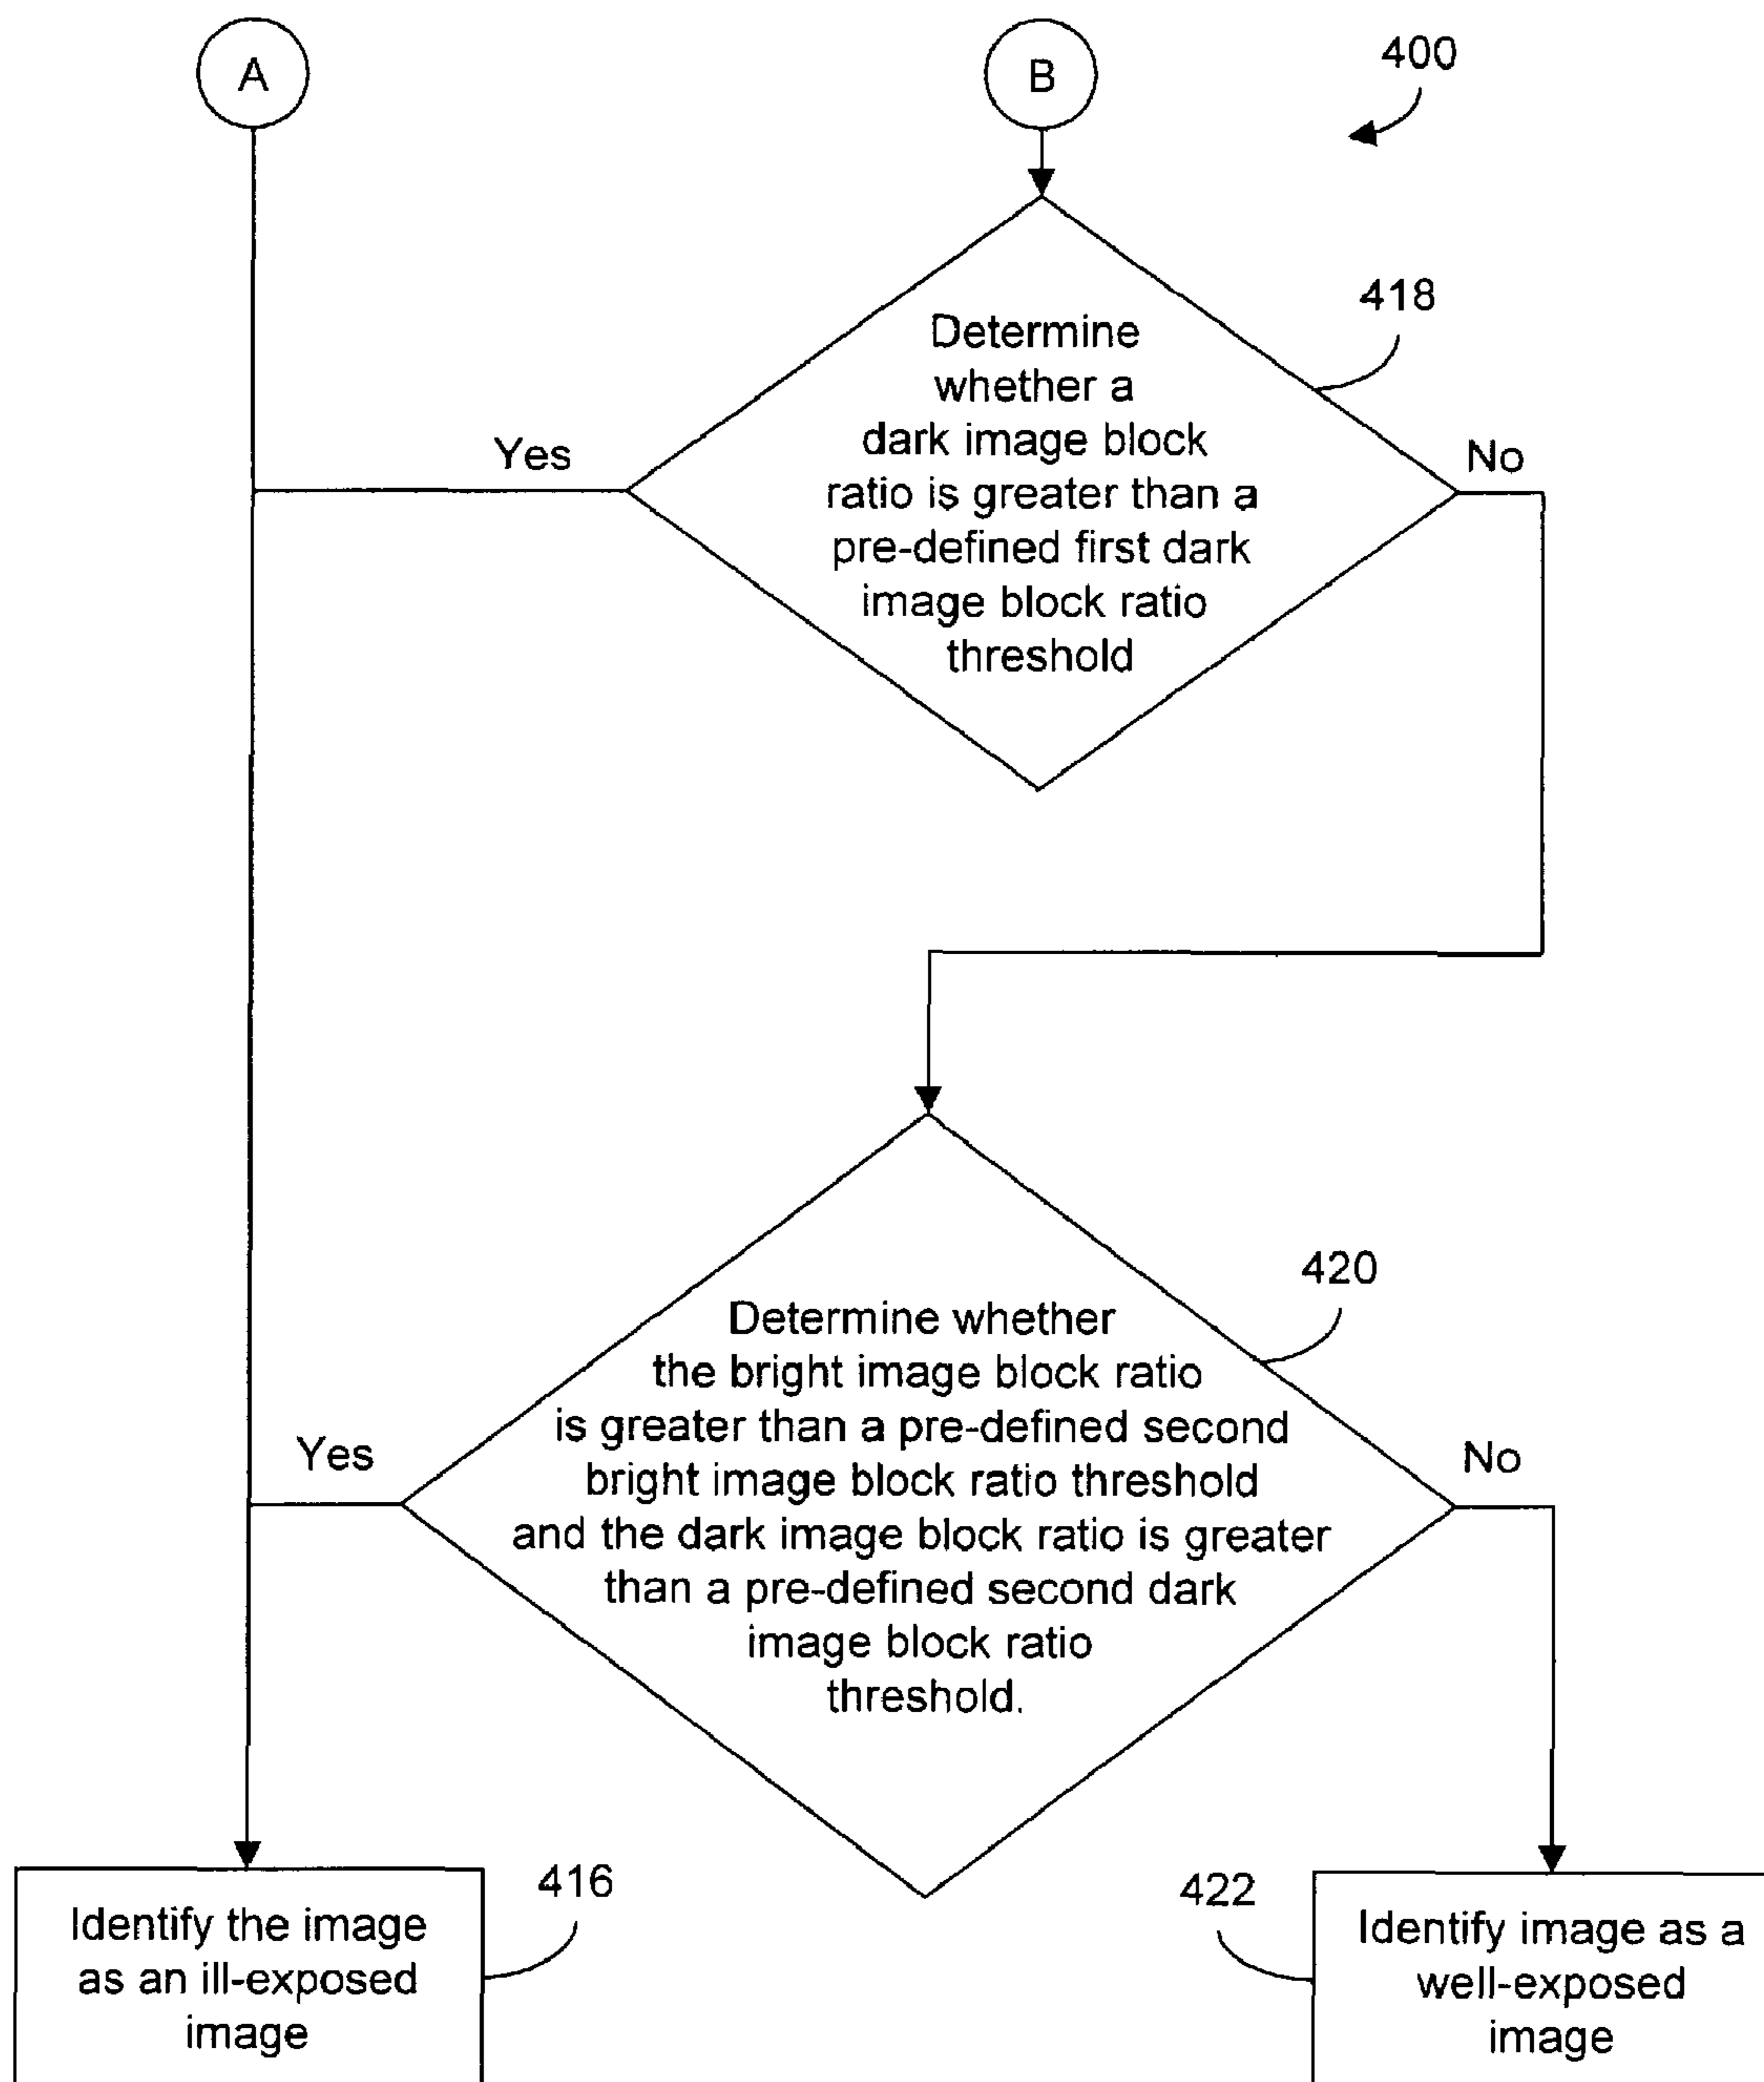 A
B
400
418
Determine
whether a
dark image block
ratio is greater than a
pre-defined first dark
image block ratio
threshold
Yes
No
420
Determine whether
the bright image block ratio
is greater than a pre-defined second
bright image block ratio threshold
and the dark image block ratio is greater
than a pre-defined second dark
image block ratio
threshold.
Yes
No
416
Identify the image
as an ill-exposed
image
422
Identify image as a
well-exposed
image